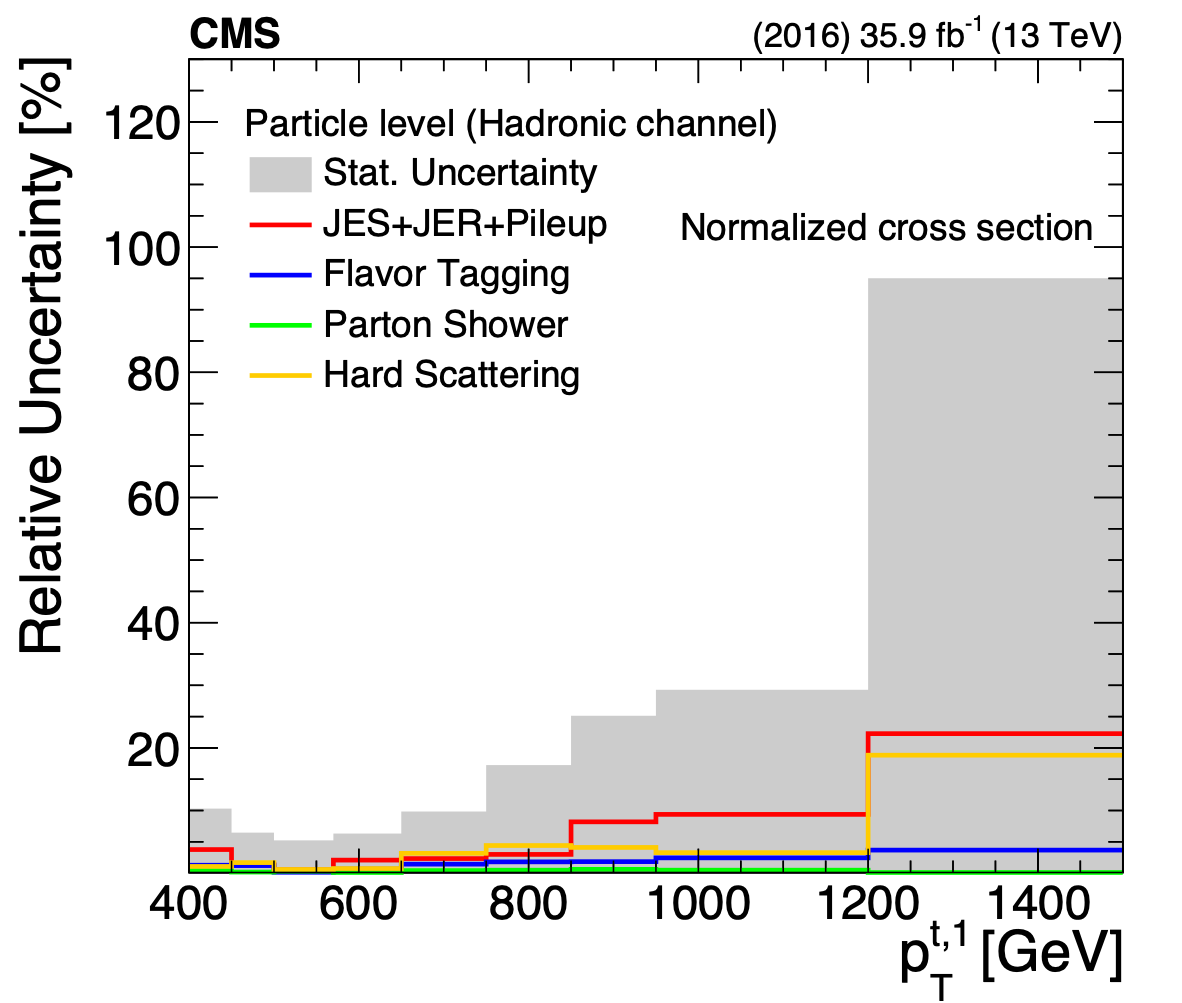 CMS (2016) 35.9 fb⁻¹ (13 TeV)
Relative Uncertainty [%]
Particle level (Hadronic channel)
Stat. Uncertainty
JES+JER+Pileup
Normalized cross section
Flavor Tagging
Parton Shower
Hard Scattering
120
100
80
60
40
20
400 600 800 1000 1200 1400
p_T^{t,1} [GeV]